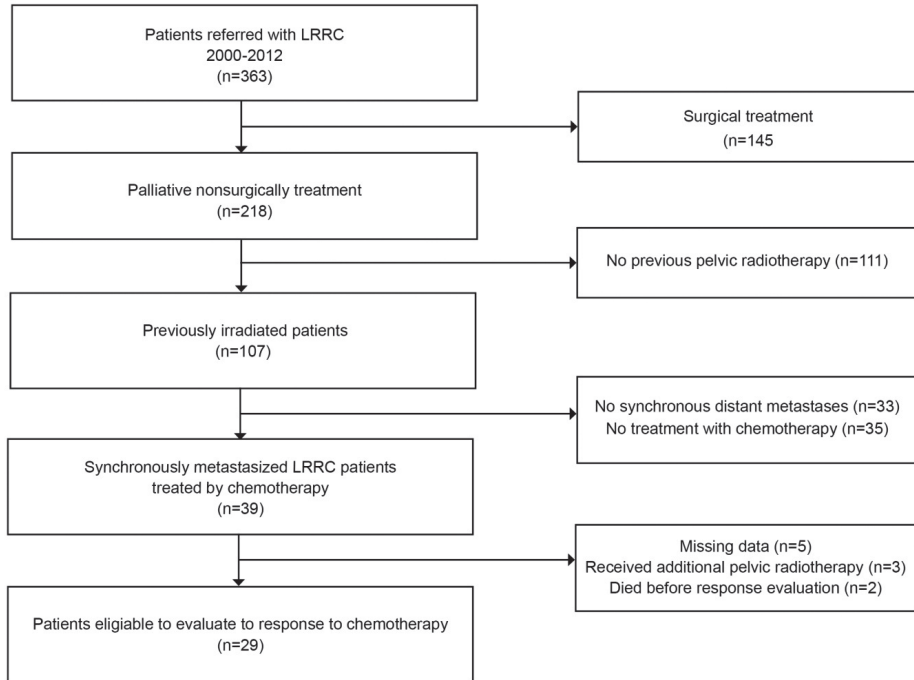 Patients referred with LRRC
2000-2012
(n=363)
Surgical treatment
(n=145
Palliative nonsurgically treatment
(n=218)
No previous pelvic radiotherapy (n=111)
Previously irradiated patients
(n=107)
No synchronous distant metastases (n=33)
No treatment with chemotherapy (n=35)
Synchronously metastasized LRRC patients
treated by chemotherapy
(n=39)
Missing data (n=5)
Received additional pelvic radiotherapy (n=3)
Died before response evaluation (n=2)
Patients eligiable to evaluate to response to chemotherapy
(n=29)